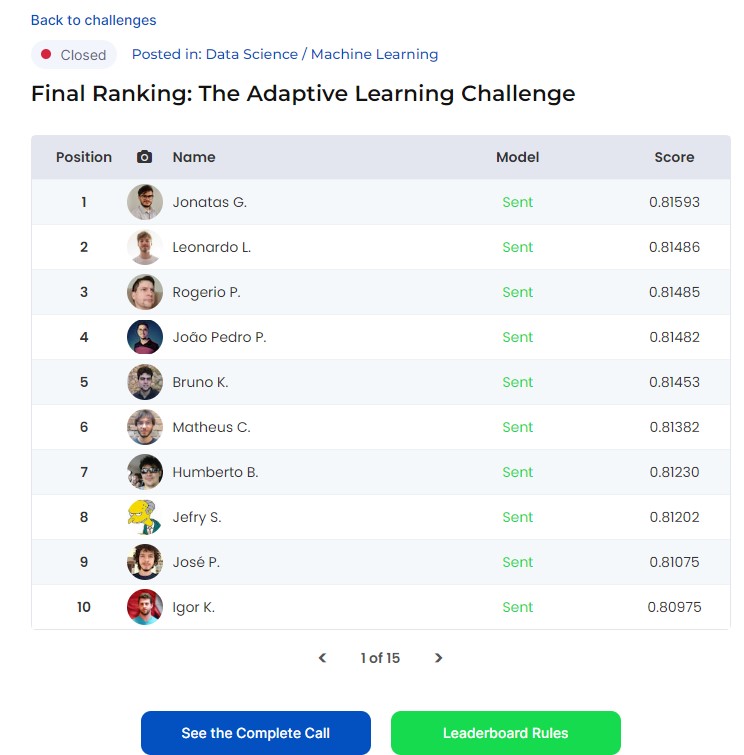 Back to challenges
Closed Posted in: Data Science / Machine Learning
Final Ranking: The Adaptive Learning Challenge
Position Name Model Score
1 Jonatas G. Sent 0.81593
2 Leonardo L. Sent 0.81486
3 Rogerio P. Sent 0.81485
4 João Pedro P. Sent 0.81482
5 Bruno K. Sent 0.81453
6 Matheus C. Sent 0.81382
7 Humberto B. Sent 0.81230
8 Jefry S. Sent 0.81202
9 José P. Sent 0.81075
10 Igor K. Sent 0.80975
< 1 of 15 >
See the Complete Call Leaderboard Rules